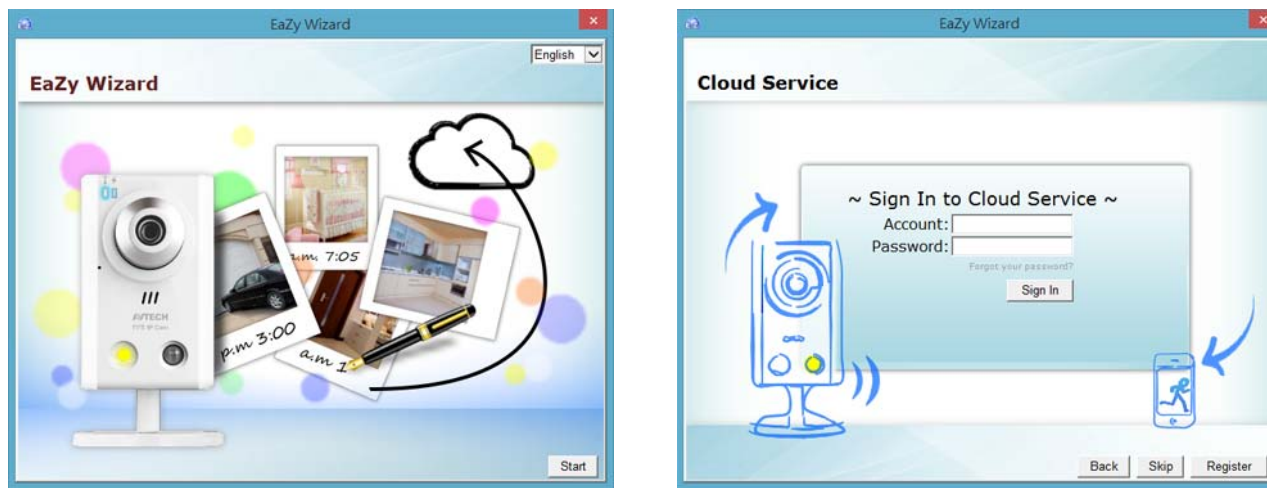 EaZy Wizard
English
EaZy Wizard
a.m. 7:05
p.m 3:00
a.m 1
AVTECH
Start
EaZy Wizard
Cloud Service
~ Sign In to Cloud Service ~
Account:
Password:
Forgot your password?
Sign In
Back Skip Register